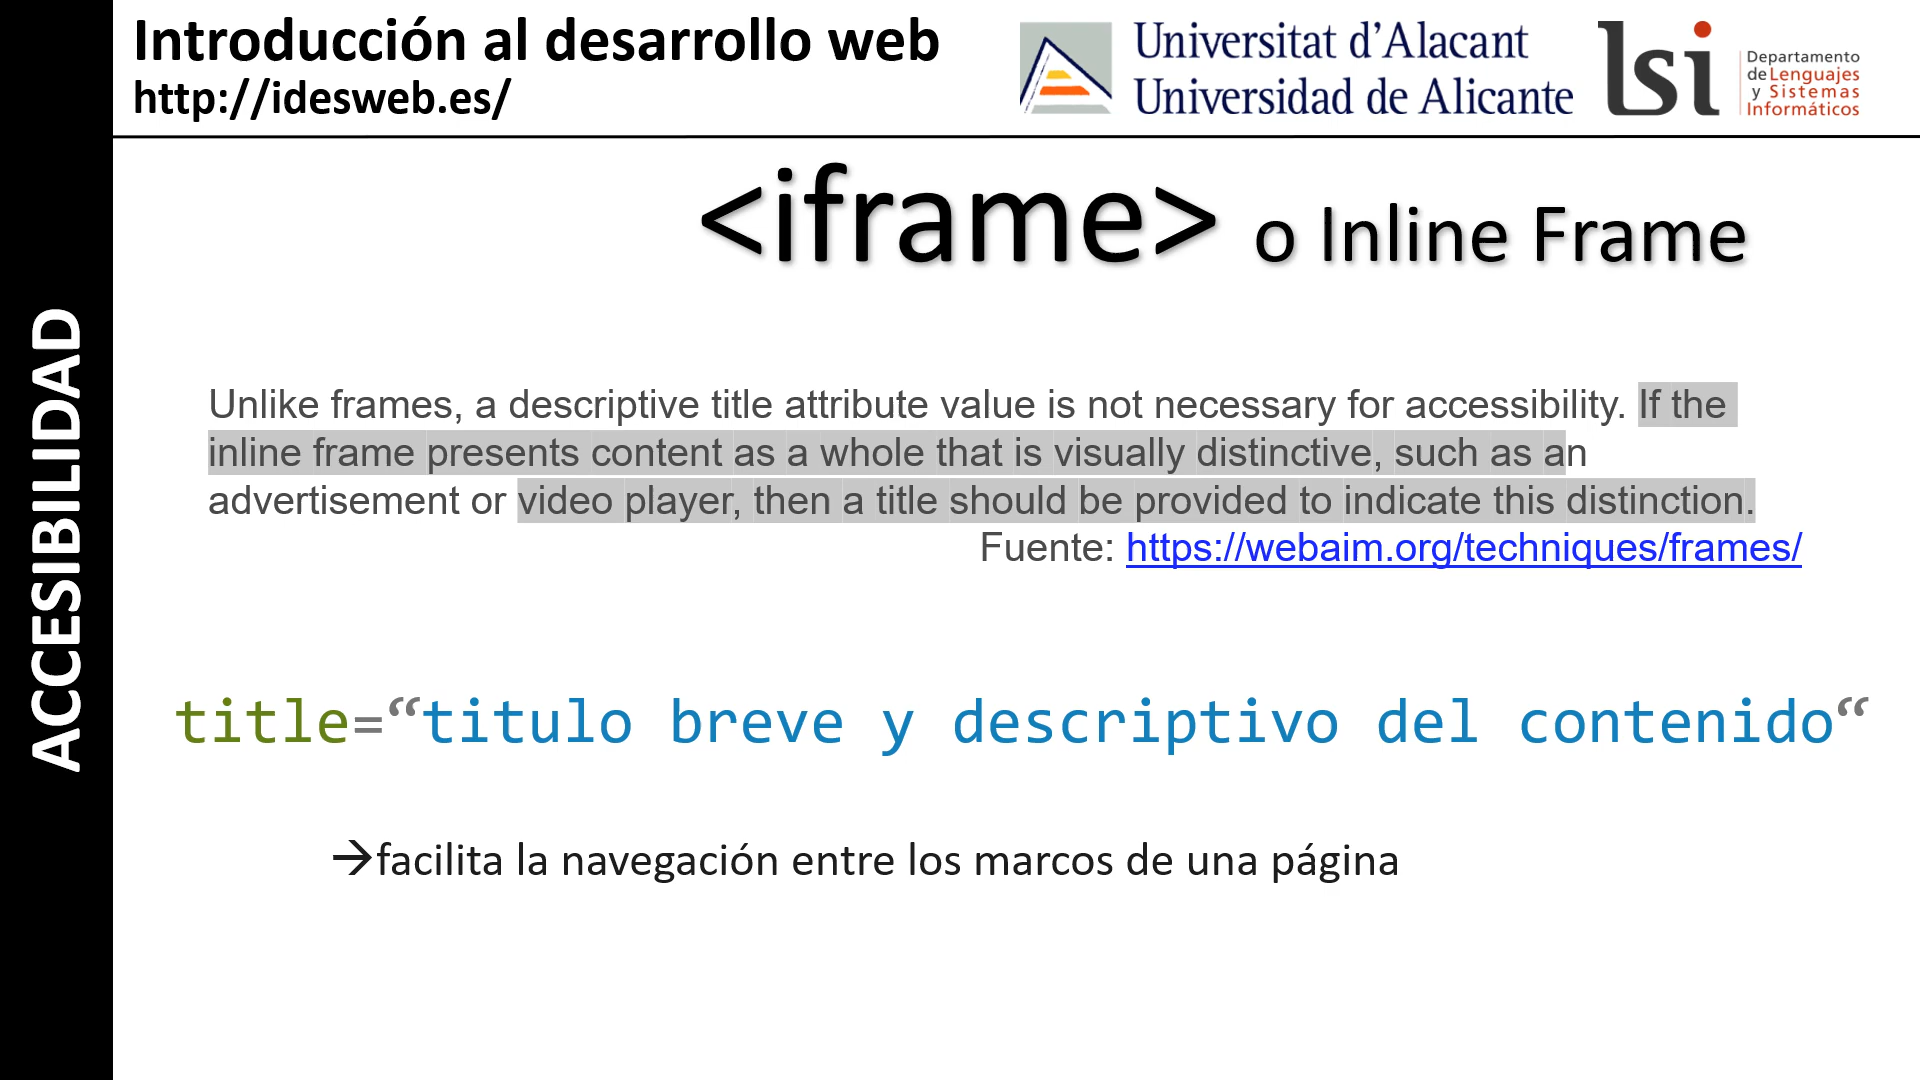 Introducción al desarrollo web
http://idesweb.es/
Universitat d'Alacant
Universidad de Alicante
lsi
Departamento
de Lenguajes
y Sistemas
Informáticos
ACCESIBILIDAD
<iframe> o Inline Frame
Unlike frames, a descriptive title attribute value is not necessary for accessibility. If the
inline frame presents content as a whole that is visually distinctive, such as an
advertisement or video player, then a title should be provided to indicate this distinction.
Fuente: https://webaim.org/techniques/frames/
title=“titulo breve y descriptivo del contenido“
→facilita la navegación entre los marcos de una página